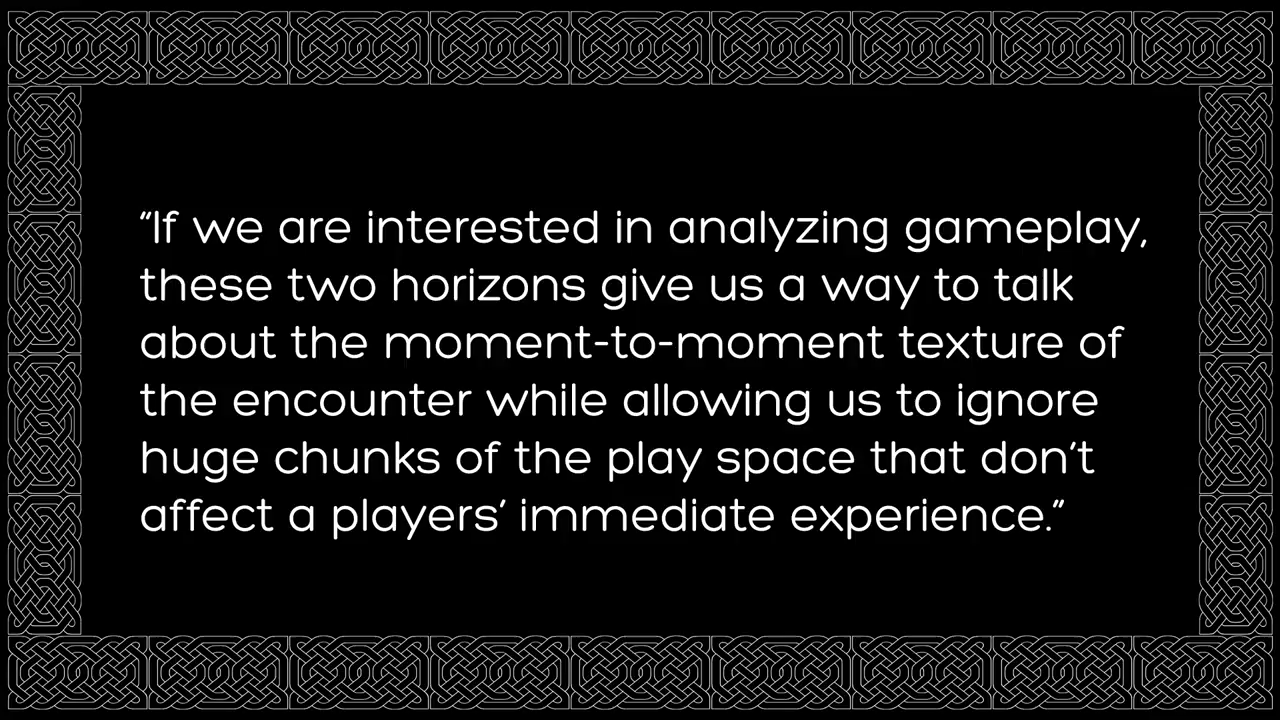 “If we are interested in analyzing gameplay,
these two horizons give us a way to talk
about the moment-to-moment texture of
the encounter while allowing us to ignore
huge chunks of the play space that don’t
affect a players’ immediate experience.”